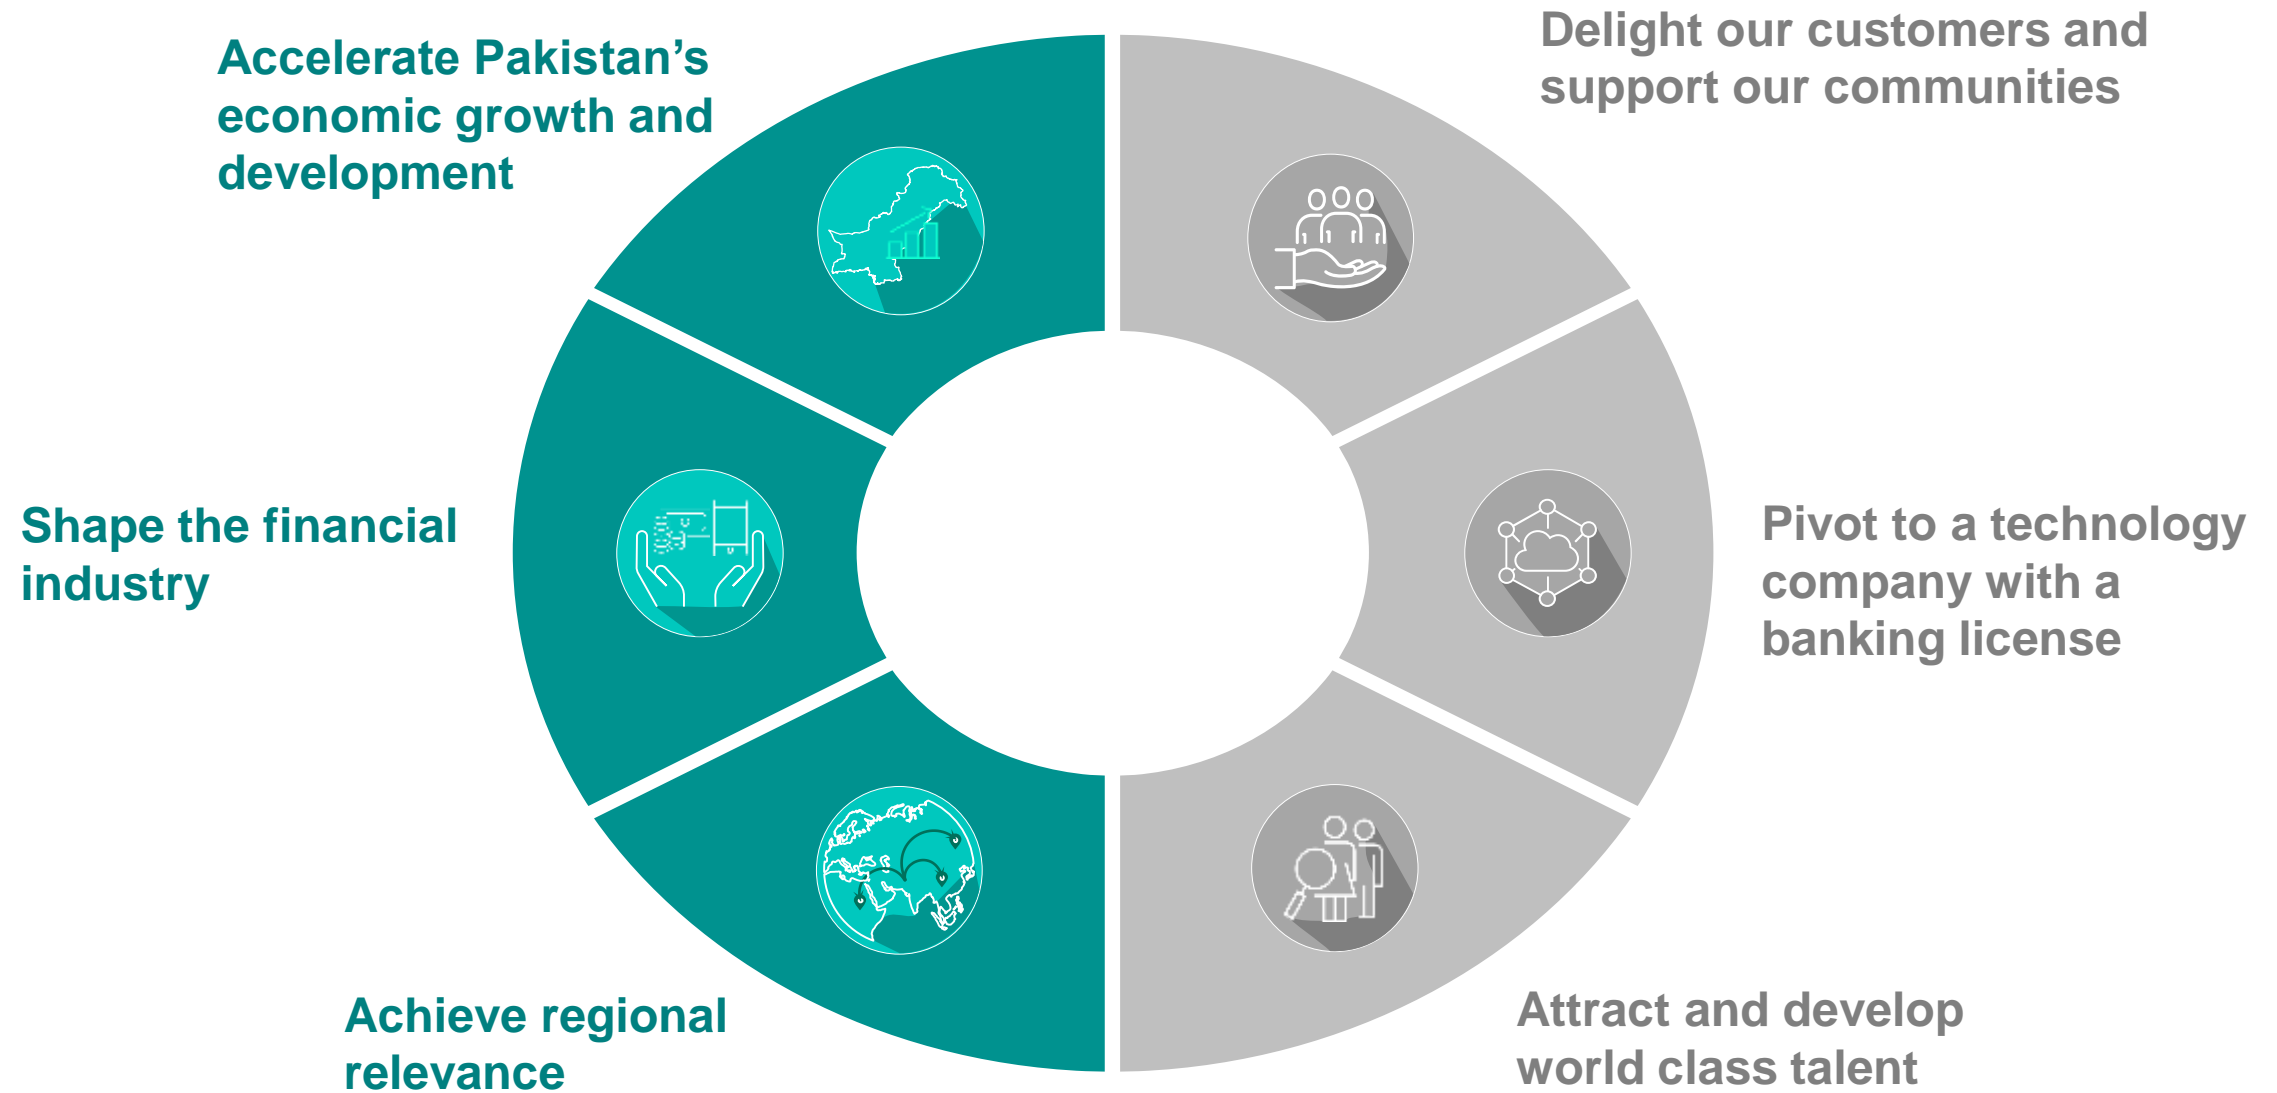 Accelerate Pakistan’s
economic growth and
development
Delight our customers and
support our communities
Shape the financial
industry
Pivot to a technology
company with a
banking license
Achieve regional
relevance
Attract and develop
world class talent